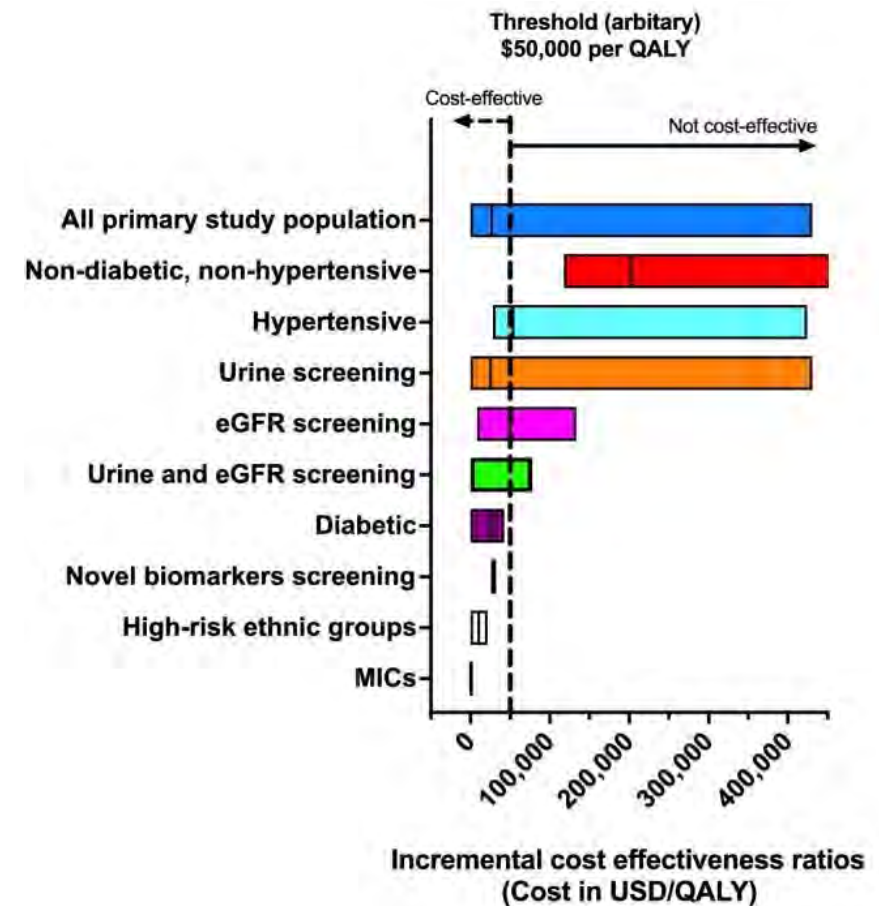 Threshold (arbitary)
$50,000 per QALY
Cost-effective
Not cost-effective
All primary study population
Non-diabetic, non-hypertensive
Hypertensive
Urine screening
eGFR screening
Urine and eGFR screening
Diabetic
Novel biomarkers screening
High-risk ethnic groups
MICs
0
100,000
200,000
300,000
400,000
Incremental cost effectiveness ratios
(Cost in USD/QALY)